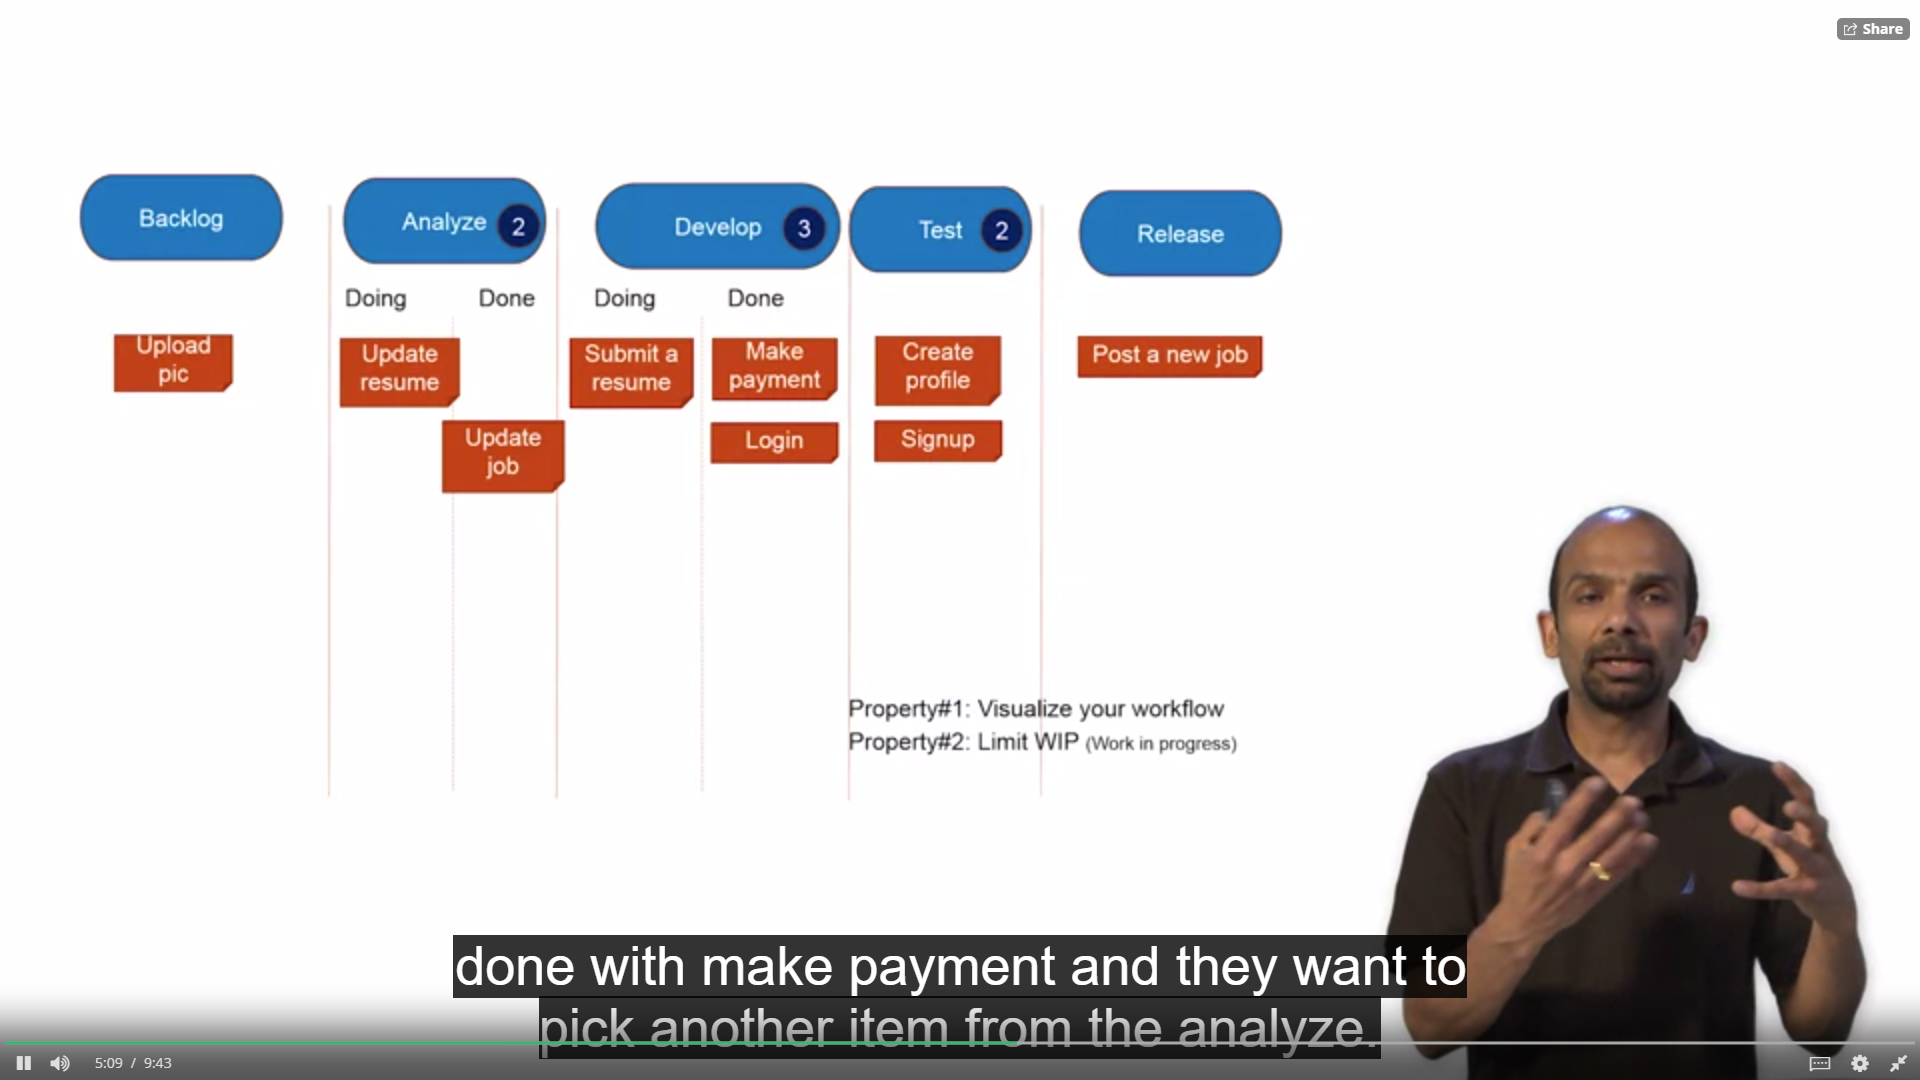 Share
Backlog
Analyze 2
Develop 3
Test 2
Release
Doing
Done
Doing
Done
Upload
pic
Update
resume
Update
job
Submit a
resume
Make
payment
Login
Create
profile
Signup
Post a new job
Property#1: Visualize your workflow
Property#2: Limit WIP (Work in progress)
done with make payment and they want to
pick another item from the analyze.
5:09 / 9:43